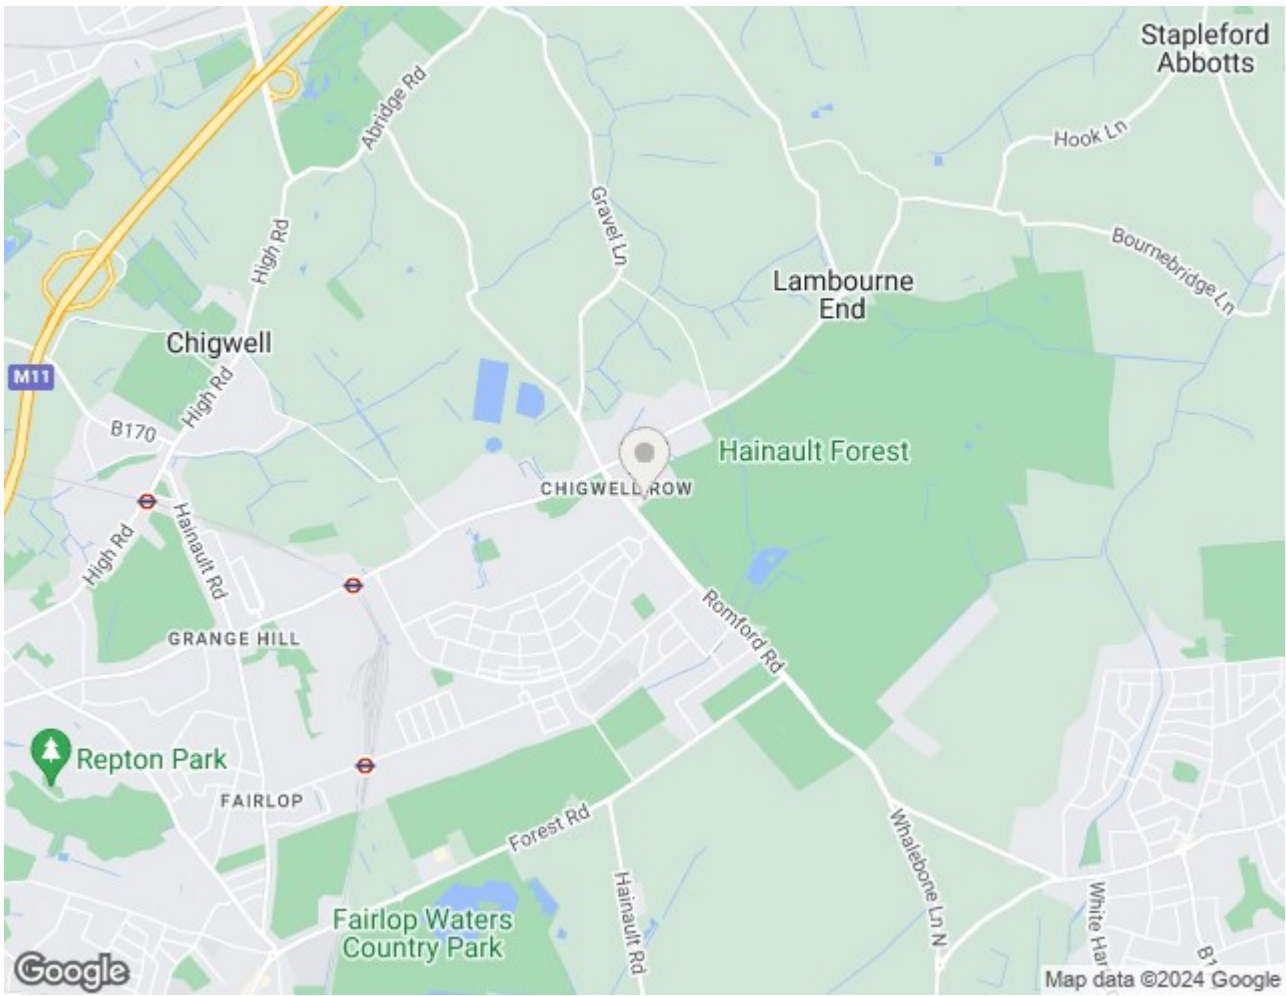 Stapleford
Abbotts
Abridge Rd
Hook Ln
Gravel Ln
High Rd
Bournebridge Ln
Lambourne
End
Chigwell
M11
High Rd
B170
Hainault Forest
CHIGWELL ROW
High Rd
Hainault Rd
Romford Rd
GRANGE HILL
Repton Park
FAIRLOP
Forest Rd
Whalebone Ln N
Hainault Rd
White Har
Fairlop Waters
Country Park
B1
Google
Map data ©2024 Google